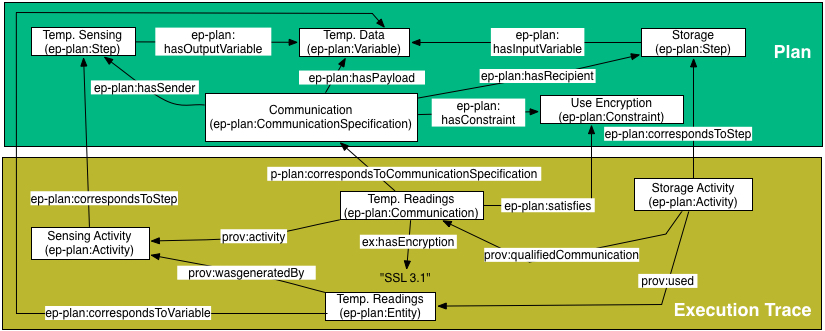 Temp. Sensing
(ep-plan:Step)
ep-plan:
hasOutputVariable
Temp. Data
(ep-plan:Variable)
ep-plan:
hasInputVariable
Storage
(ep-plan:Step)
Plan
ep-plan:hasSender
ep-plan:hasPayload
ep-plan:hasRecipient
Communication
(ep-plan:CommunicationSpecification)
ep-plan:
hasConstraint
Use Encryption
(ep-plan:Constraint)
ep-plan:correspondsToStep
p-plan:correspondsToCommunicationSpecification
ep-plan:correspondsToStep
Temp. Readings
(ep-plan:Communication)
ep-plan:satisfies
Storage Activity
(ep-plan:Activity)
Sensing Activity
(ep-plan:Activity)
prov:activity
ex:hasEncryption
prov:qualifiedCommunication
prov:wasgeneratedBy
"SSL 3.1"
prov:used
Temp. Readings
(ep-plan:Entity)
ep-plan:correspondsToVariable
Execution Trace